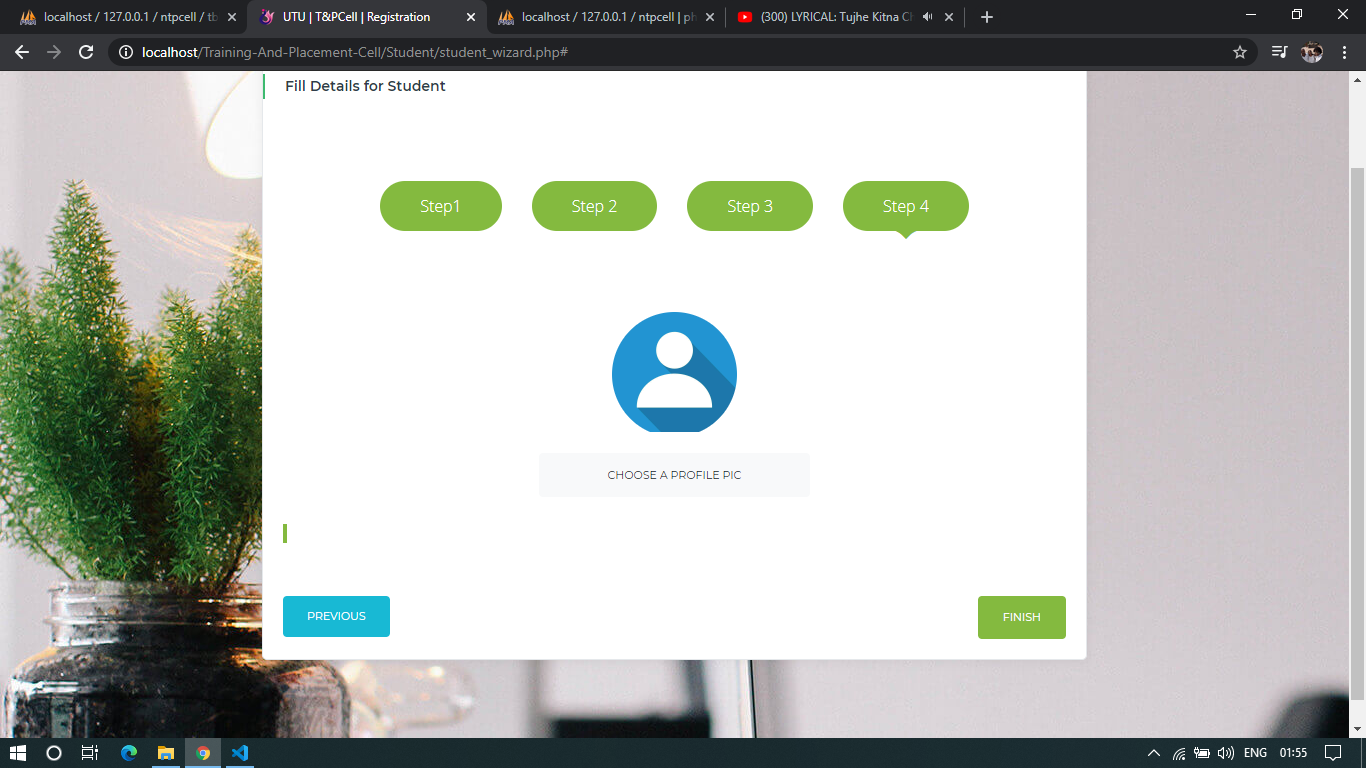 localhost / 127.0.0.1 / ntpcell / tb
UTU | T&PCell | Registration
localhost / 127.0.0.1 / ntpcell | ph
(300) LYRICAL: Tujhe Kitna Ch
localhost/Training-And-Placement-Cell/Student/student_wizard.php#
Fill Details for Student
Step1
Step 2
Step 3
Step 4
CHOOSE A PROFILE PIC
PREVIOUS
FINISH
ENG
01:55